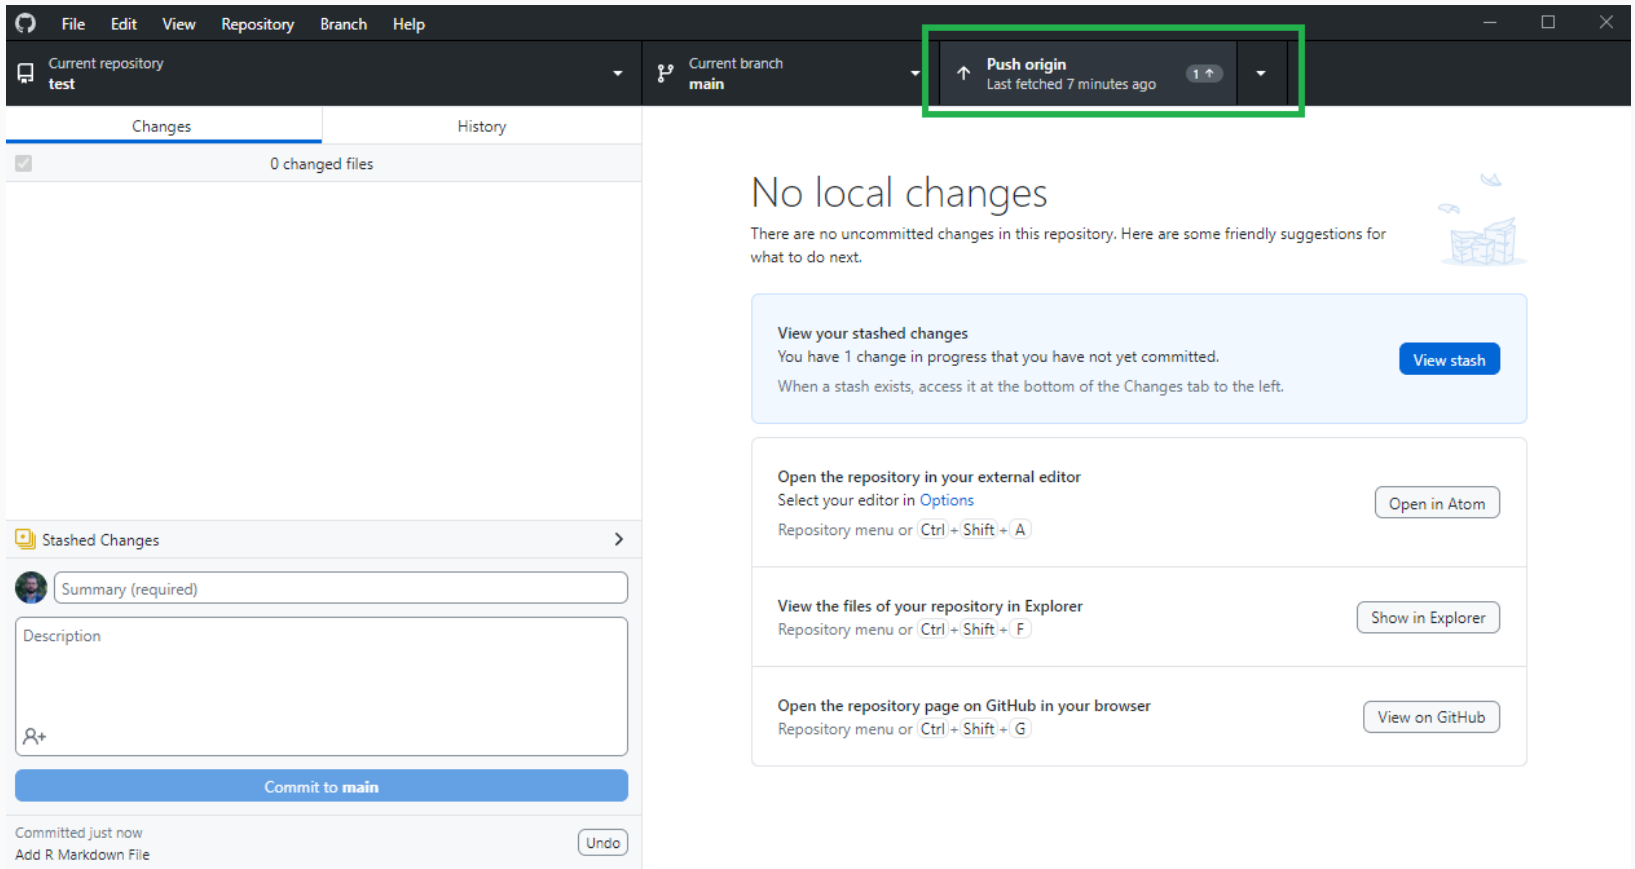 File Edit View Repository Branch Help
Current repository
test
Current branch
main
Push origin
Last fetched 7 minutes ago
1
Changes
History
0 changed files
No local changes
There are no uncommitted changes in this repository. Here are some friendly suggestions for
what to do next.
View your stashed changes
You have 1 change in progress that you have not yet committed.
When a stash exists, access it at the bottom of the Changes tab to the left.
View stash
Open the repository in your external editor
Select your editor in Options
Repository menu or Ctrl + Shift + A
Open in Atom
View the files of your repository in Explorer
Repository menu or Ctrl + Shift + F
Show in Explorer
Open the repository page on GitHub in your browser
Repository menu or Ctrl + Shift + G
View on GitHub
Stashed Changes
Summary (required)
Description
Commit to main
Committed just now
Add R Markdown File
Undo